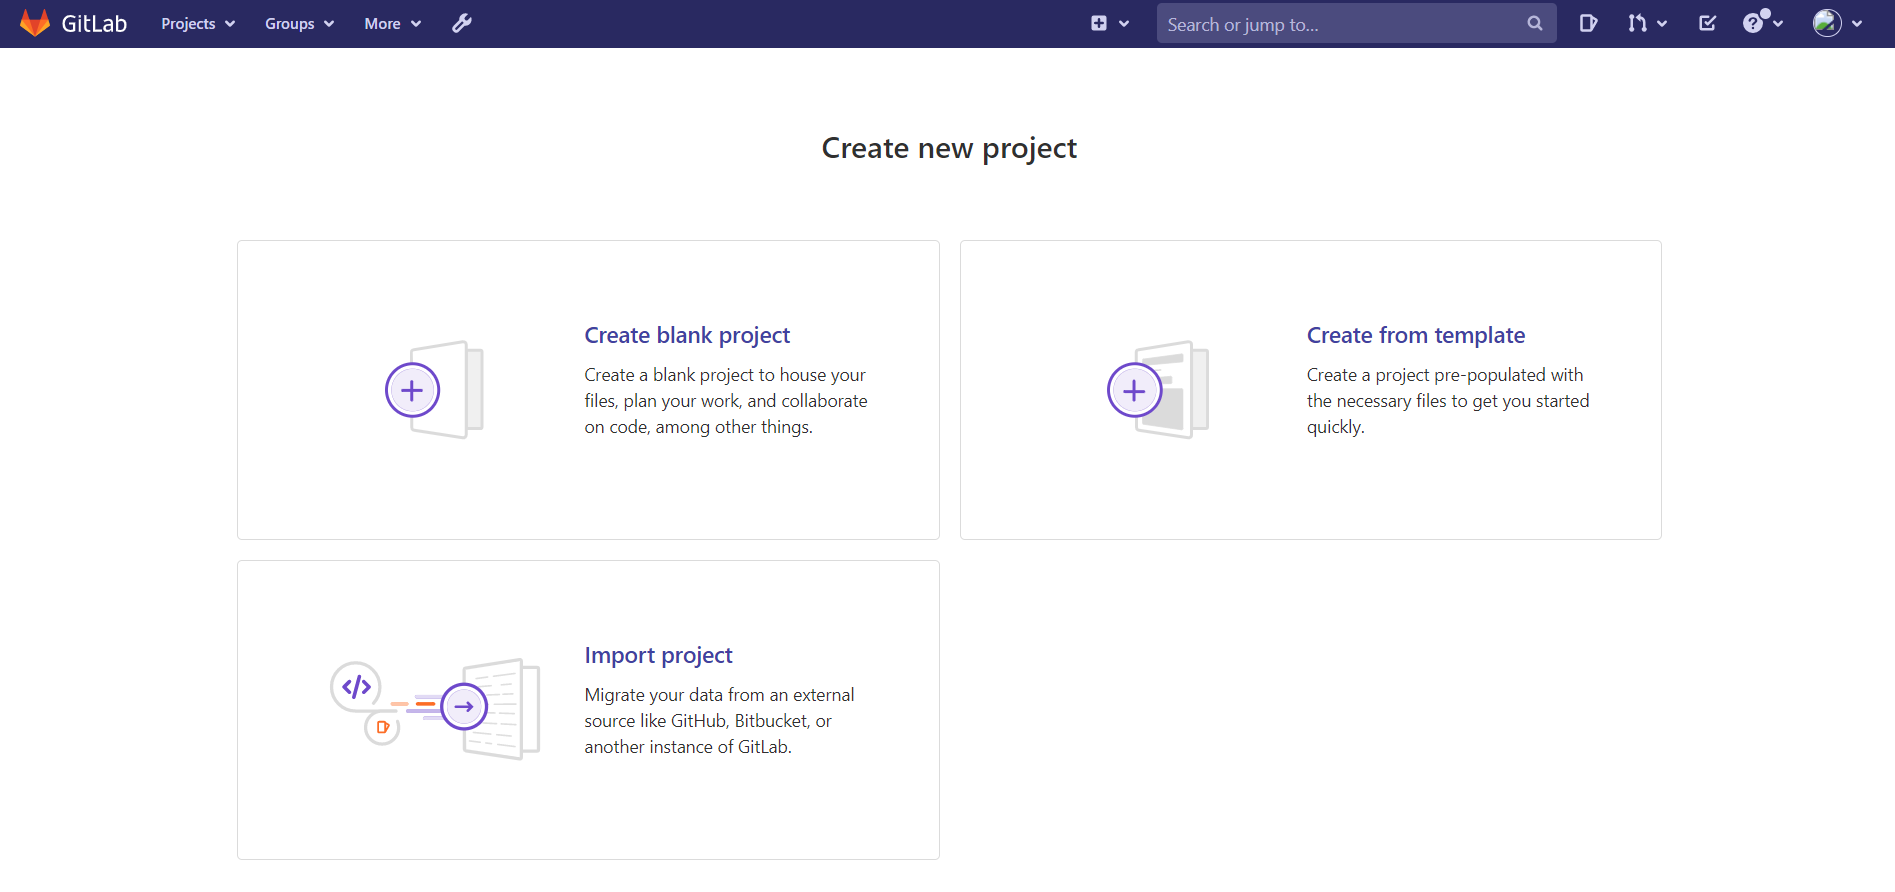 GitLab Projects Groups More Search or jump to...
Create new project
Create blank project
Create a blank project to house your
files, plan your work, and collaborate
on code, among other things.
Create from template
Create a project pre-populated with
the necessary files to get you started
quickly.
Import project
Migrate your data from an external
source like GitHub, Bitbucket, or
another instance of GitLab.